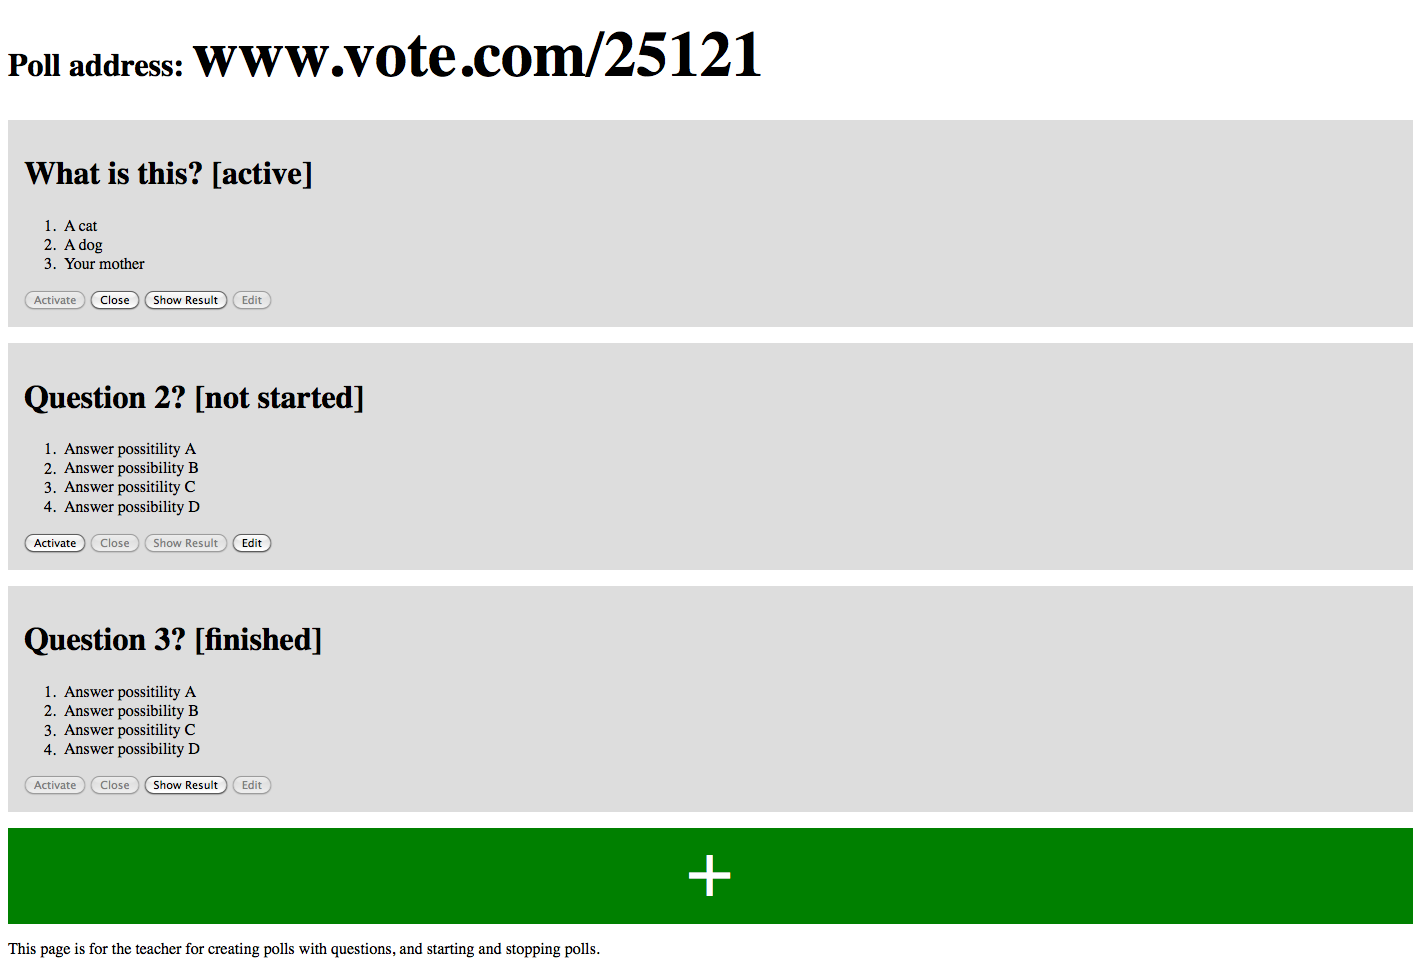 Poll address: www.vote.com/25121
What is this? [active]
1. A cat
2. A dog
3. Your mother
Activate Close Show Result Edit
Question 2? [not started]
1. Answer possitility A
2. Answer possibility B
3. Answer possitility C
4. Answer possibility D
Activate Close Show Result Edit
Question 3? [finished]
1. Answer possitility A
2. Answer possibility B
3. Answer possitility C
4. Answer possibility D
Activate Close Show Result Edit
+
This page is for the teacher for creating polls with questions, and starting and stopping polls.